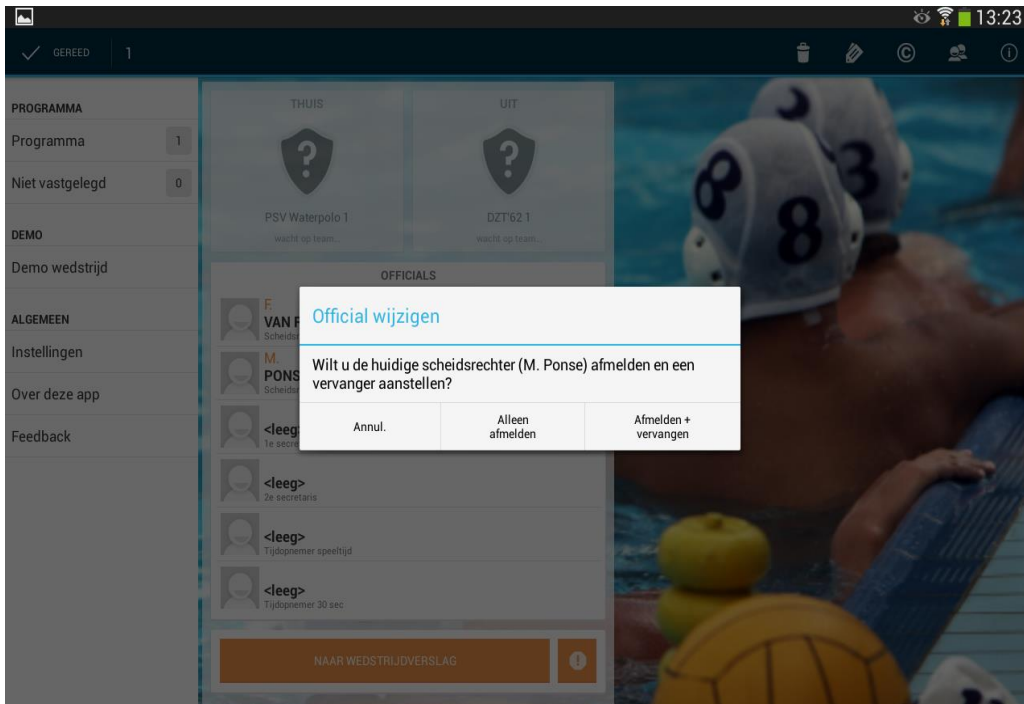 13:23
GEREED 1
PROGRAMMA
Programma 1
Niet vastgelegd 0
DEMO
Demo wedstrijd
ALGEMEEN
Instellingen
Over deze app
Feedback
THUIS
UIT
PSV Waterpolo 1
wacht op team...
DZT'62 1
wacht op team...
OFFICIALS
F.
VAN
M.
PONS
<leeg
1e secre
<leeg>
2e secretaris
<leeg>
Tijdopnemer speeltijd
<leeg>
Tijdopnemer 30 sec
NAAR WEDSTRIJDVERSLAG
Official wijzigen
Wilt u de huidige scheidsrechter (M. Ponse) afmelden en een
vervanger aanstellen?
Annul.
Alleen
afmelden
Afmelden +
vervangen
8
8
3